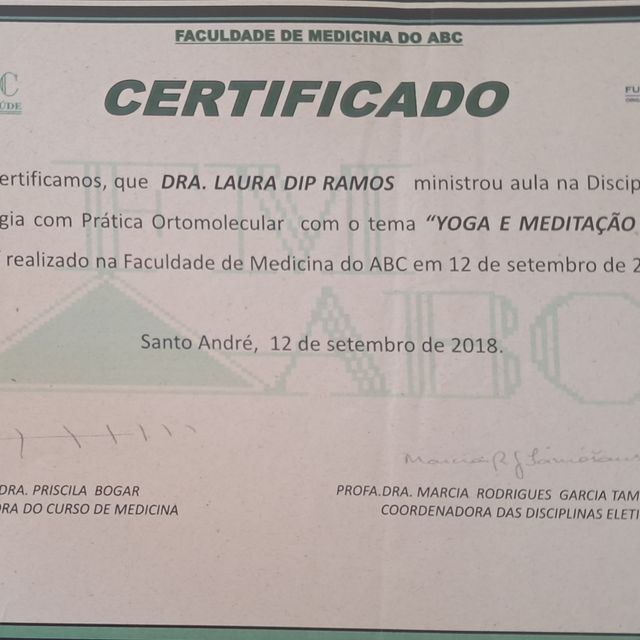 FACULDADE DE MEDICINA DO ABC
CERTIFICADO
ertificamos, que DRA. LAURA DIP RAMOS ministrou aula na Discip
gia com Prática Ortomolecular com o tema “YOGA E MEDITAÇÃO
realizado na Faculdade de Medicina do ABC em 12 de setembro de 2
Santo André, 12 de setembro de 2018.
DRA. PRISCILA BOGAR
PROFA.DRA. MARCIA RODRIGUES GARCIA TAM
RA DO CURSO DE MEDICINA
COORDENADORA DAS DISCIPLINAS ELETI
FM
ABC